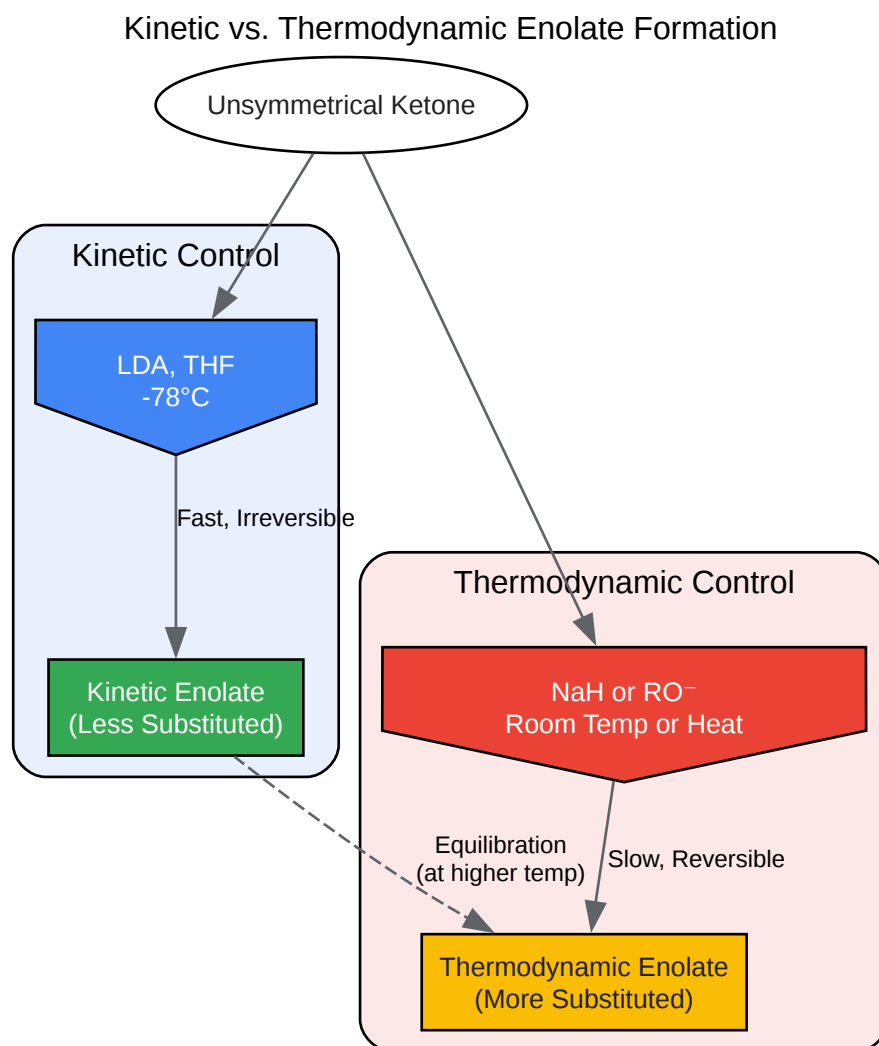 Kinetic vs. Thermodynamic Enolate Formation
Unsymmetrical Ketone
Kinetic Control
LDA, THF
-78°C
Fast, Irreversible
Kinetic Enolate
(Less Substituted)
Thermodynamic Control
NaH or RO⁻
Room Temp or Heat
Equilibration
(at higher temp)
Slow, Reversible
Thermodynamic Enolate
(More Substituted)